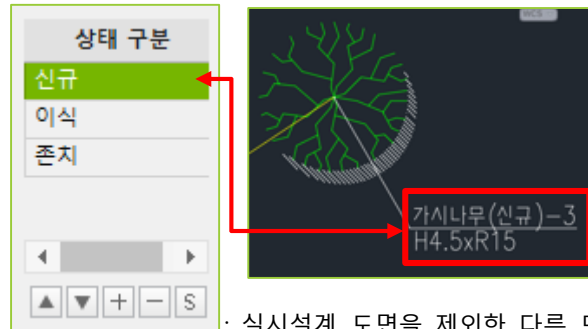 상태 구분
신규
이식
존치
S
WCS
가시나무(신규)-3
H4.5xR15
: 실시설계 도면을 제외한 다른